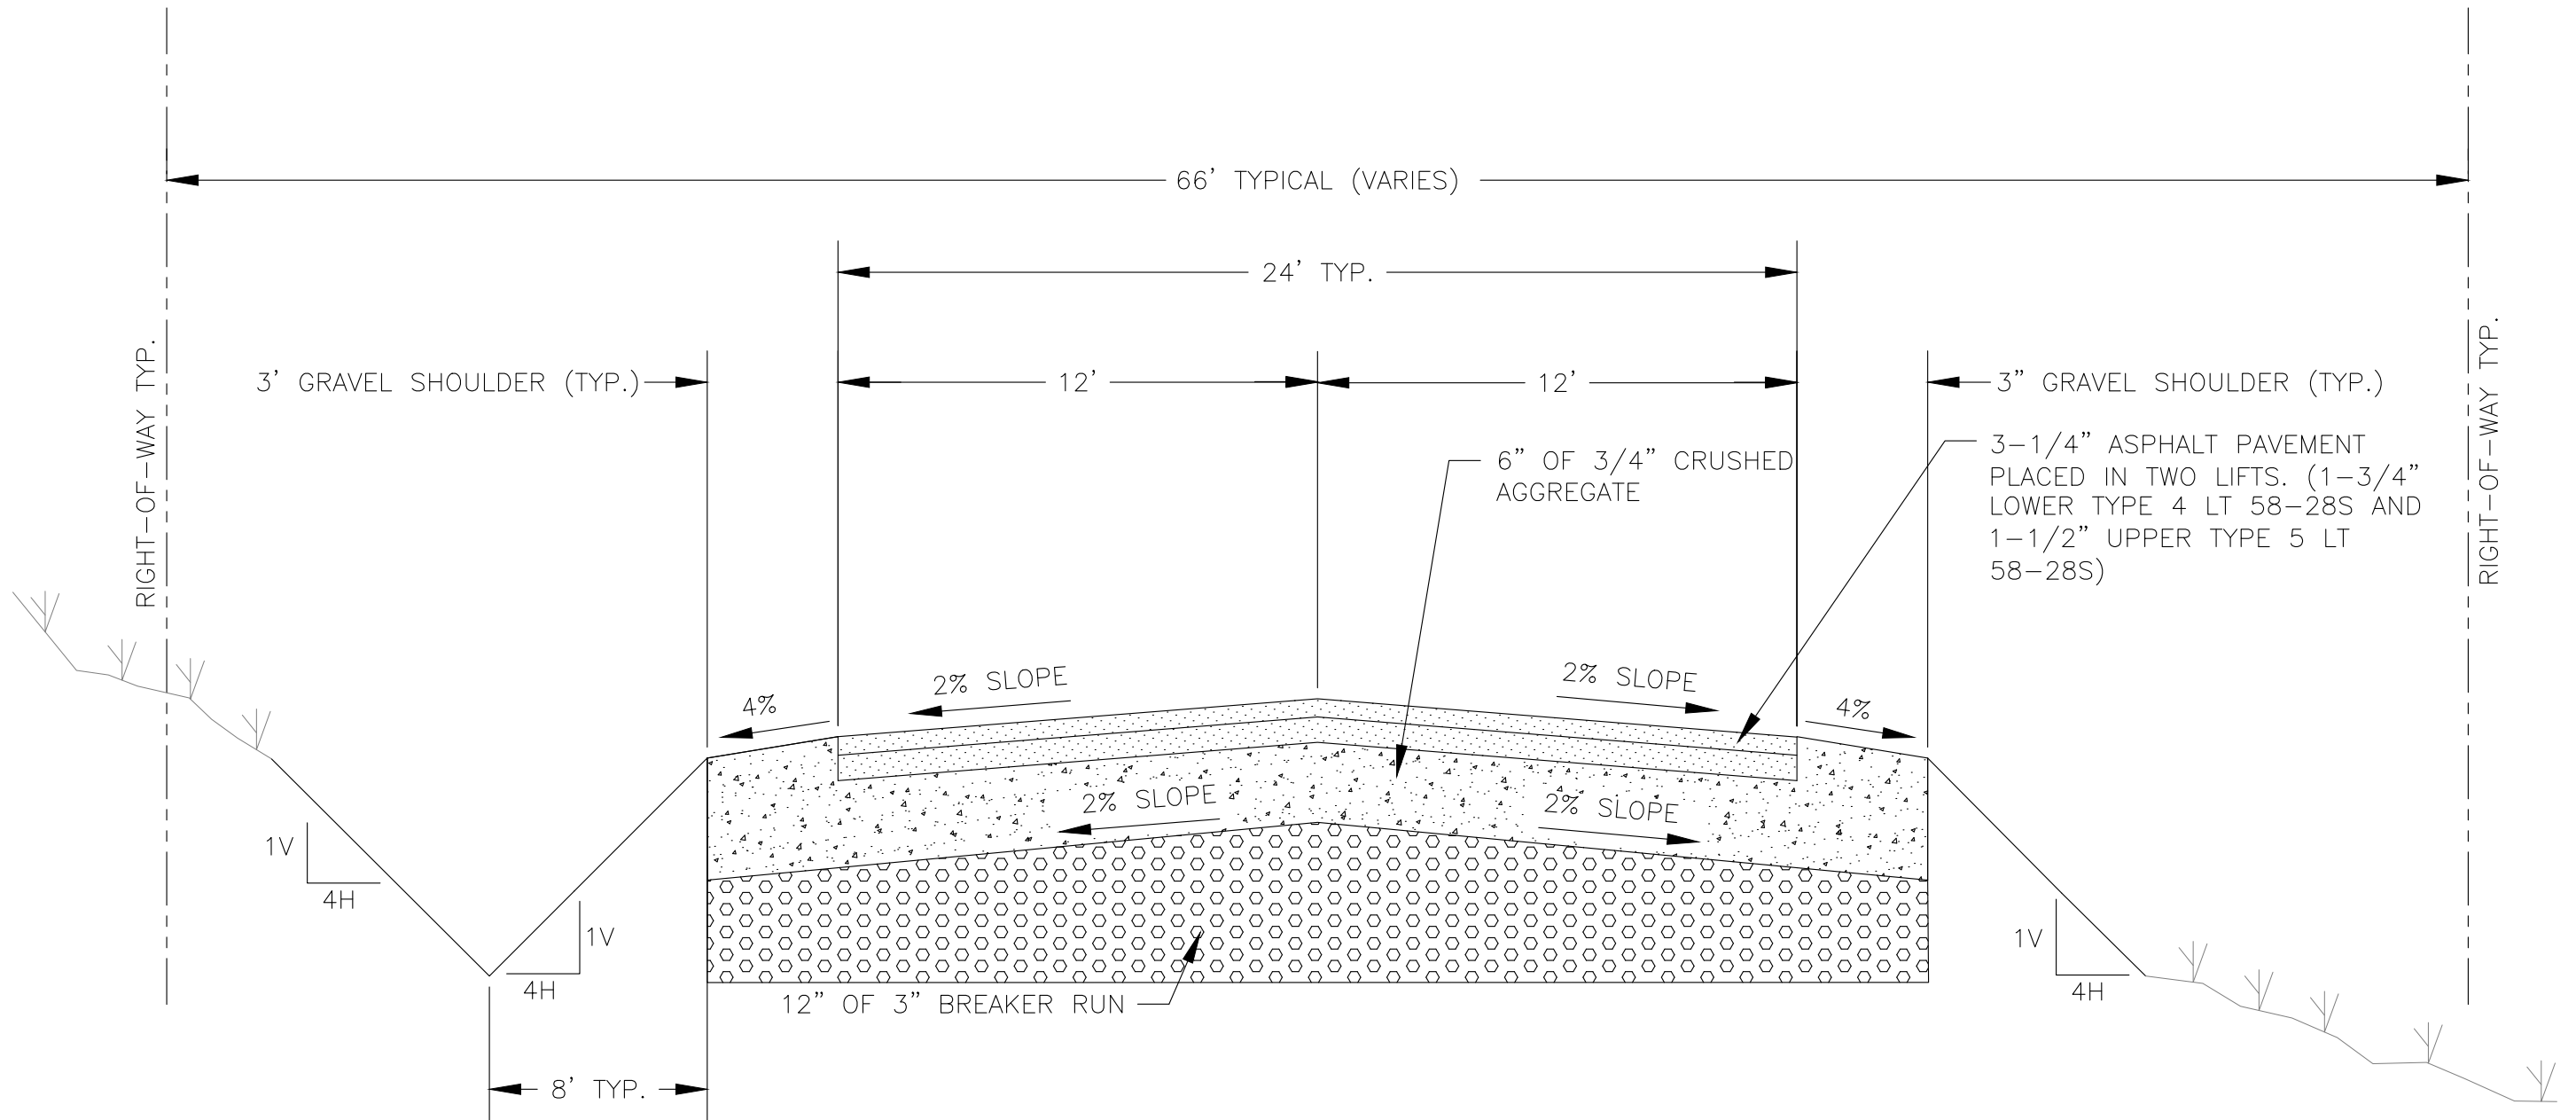 66' TYPICAL (VARIES)
24' TYP.
RIGHT-OF-WAY TYP.
3' GRAVEL SHOULDER (TYP.)
12'
12'
3" GRAVEL SHOULDER (TYP.)
RIGHT-OF-WAY TYP.
6" OF 3/4" CRUSHED
AGGREGATE
3-1/4" ASPHALT PAVEMENT
PLACED IN TWO LIFTS. (1-3/4"
LOWER TYPE 4 LT 58-28S AND
1-1/2" UPPER TYPE 5 LT
58-28S)
4%
2% SLOPE
2% SLOPE
4%
2% SLOPE
2% SLOPE
1V
4H
1V
4H
1V
4H
12" OF 3" BREAKER RUN
8' TYP.